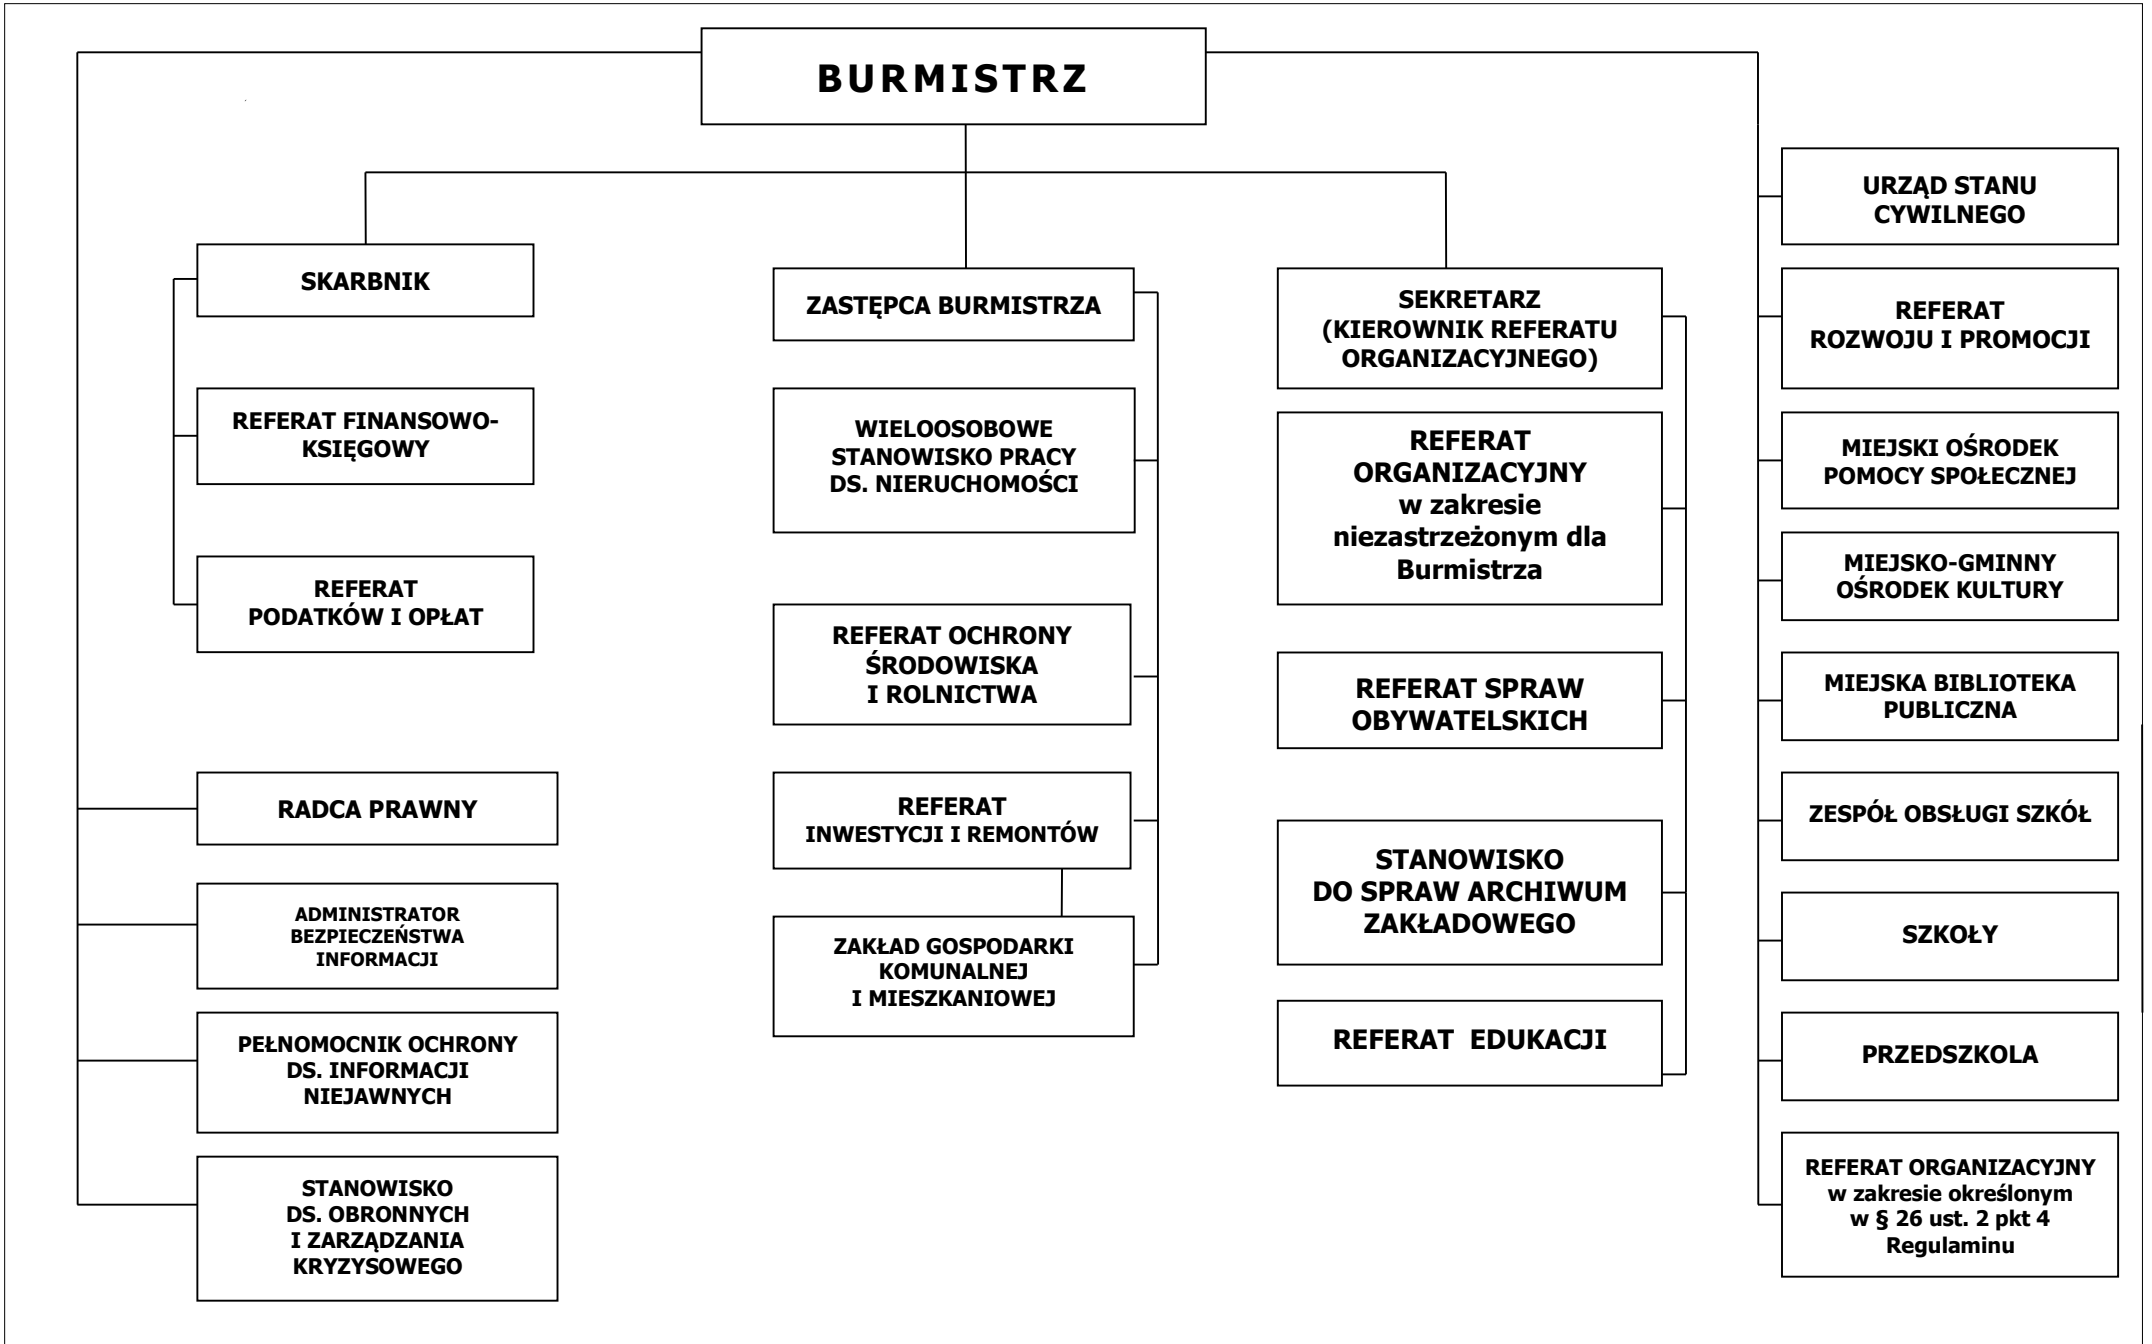 BURMISTRZ
SKARBNIK
REFERAT FINANSOWO-
KSIĘGOWY
REFERAT
PODATKÓW I OPŁAT
RADCA PRAWNY
ADMINISTRATOR
BEZPIECZEŃSTWA
INFORMACJI
PEŁNOMOCNIK OCHRONY
DS. INFORMACJI
NIEJAWNYCH
STANOWISKO
DS. OBRONNYCH
I ZARZĄDZANIA
KRYZYSOWEGO
ZASTĘPCA BURMISTRZA
WIELOOSOBOWE
STANOWISKO PRACY
DS. NIERUCHOMOŚCI
REFERAT OCHRONY
ŚRODOWISKA
I ROLNICTWA
REFERAT
INWESTYCJI I REMONTÓW
ZAKŁAD GOSPODARKI
KOMUNALNEJ
I MIESZKANIOWEJ
SEKRETARZ
(KIEROWNIK REFERATU
ORGANIZACYJNEGO)
REFERAT
ORGANIZACYJNY
w zakresie
niezastrzeżonym dla
Burmistrza
REFERAT SPRAW
OBYWATELSKICH
STANOWISKO
DO SPRAW ARCHIWUM
ZAKŁADOWEGO
REFERAT EDUKACJI
URZĄD STANU
CYWILNEGO
REFERAT
ROZWOJU I PROMOCJI
MIEJSKI OŚRODEK
POMOCY SPOŁECZNEJ
MIEJSKO-GMINNY
OŚRODEK KULTURY
MIEJSKA BIBLIOTEKA
PUBLICZNA
ZESPÓŁ OBSŁUGI SZKÓŁ
SZKOŁY
PRZEDSZKOLA
REFERAT ORGANIZACYJNY
w zakresie określonym
w § 26 ust. 2 pkt 4
Regulaminu